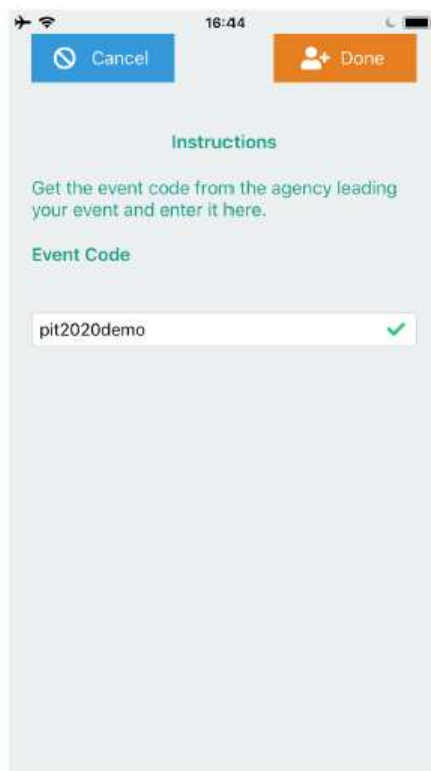 16:44
Cancel
Done
Instructions
Get the event code from the agency leading
your event and enter it here.
Event Code
pit2020demo